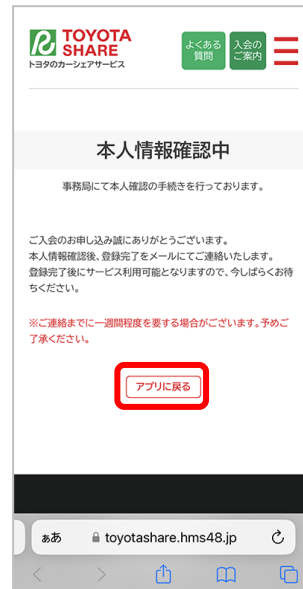 TOYOTA
SHARE
トヨタのカーシェアサービス
よくある
質問
入会の
ご案内
本人情報確認中
事務局にて本人確認の手続きを行っております。
ご入会のお申し込み誠にありがとうございます。
本人情報確認後、登録完了をメールにてご連絡いたします。
登録完了後にサービス利用可能となりますので、今しばらくお待
ちください。
※ご連絡までに一週間程度を要する場合がございます。予めご
了承ください。
アプリに戻る
ぁあ
toyotashare.hms48.jp